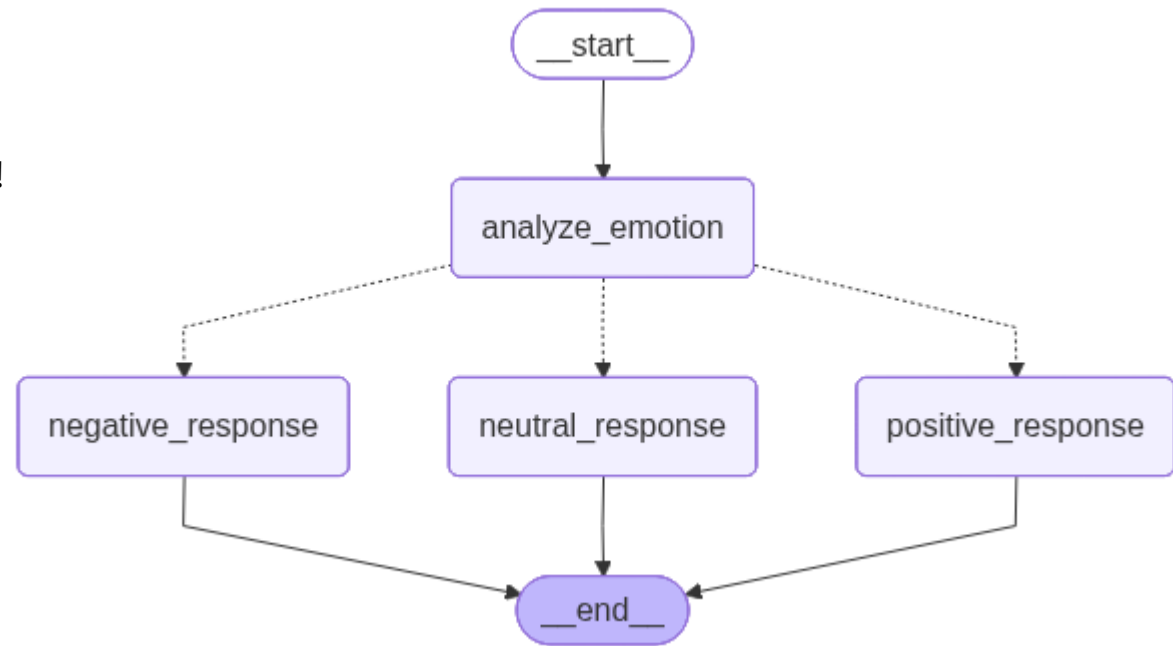 __start__
!
analyze_emotion
negative_response
neutral_response
positive_response
__end__